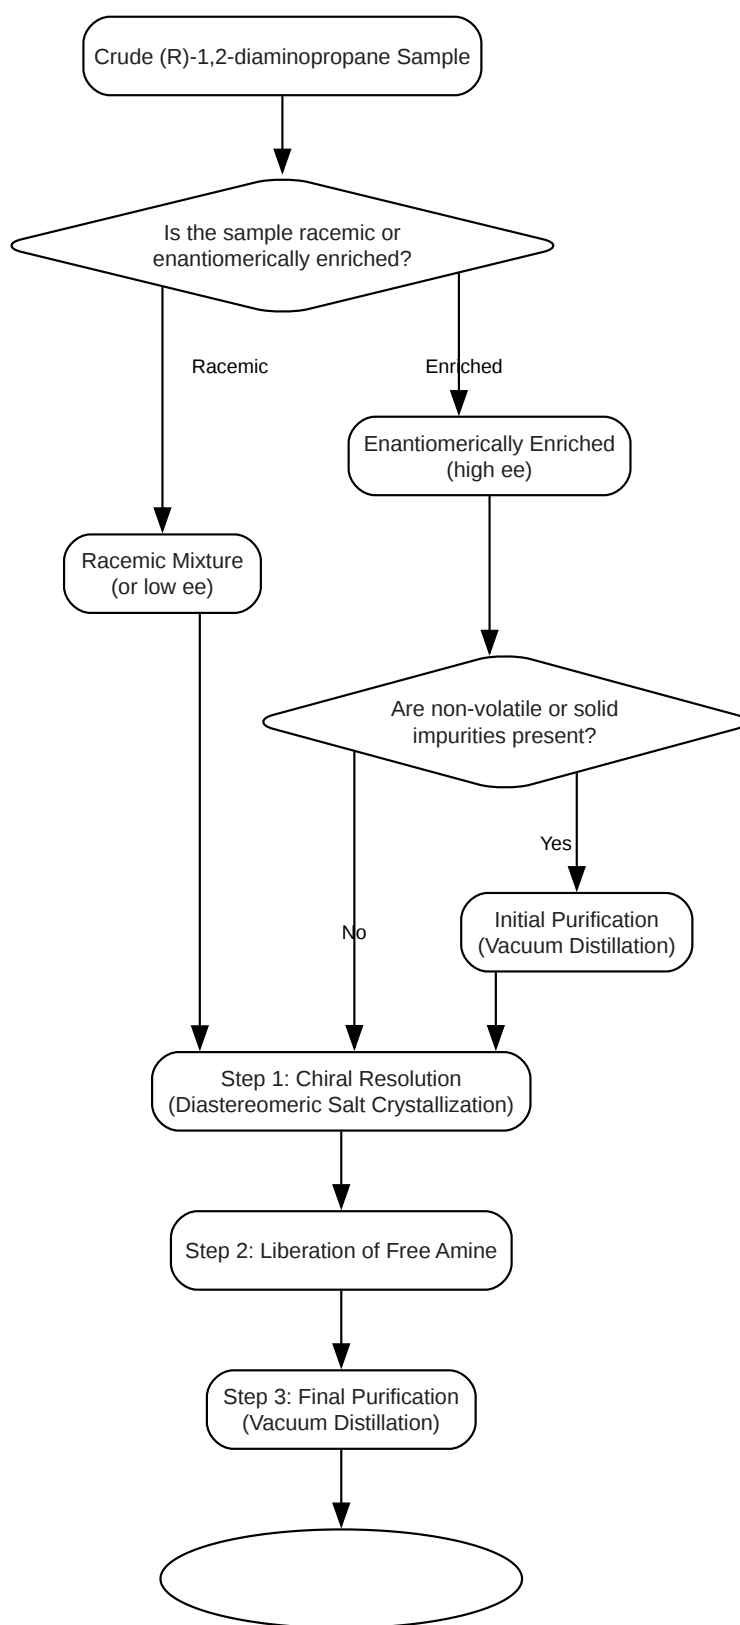 Crude (R)-1,2-diaminopropane Sample
Is the sample racemic or
enantiomerically enriched?
Racemic
Enriched
Enantiomerically Enriched
(high ee)
Racemic Mixture
(or low ee)
Are non-volatile or solid
impurities present?
Yes
Initial Purification
(Vacuum Distillation)
No
Step 1: Chiral Resolution
(Diastereomeric Salt Crystallization)
Step 2: Liberation of Free Amine
Step 3: Final Purification
(Vacuum Distillation)